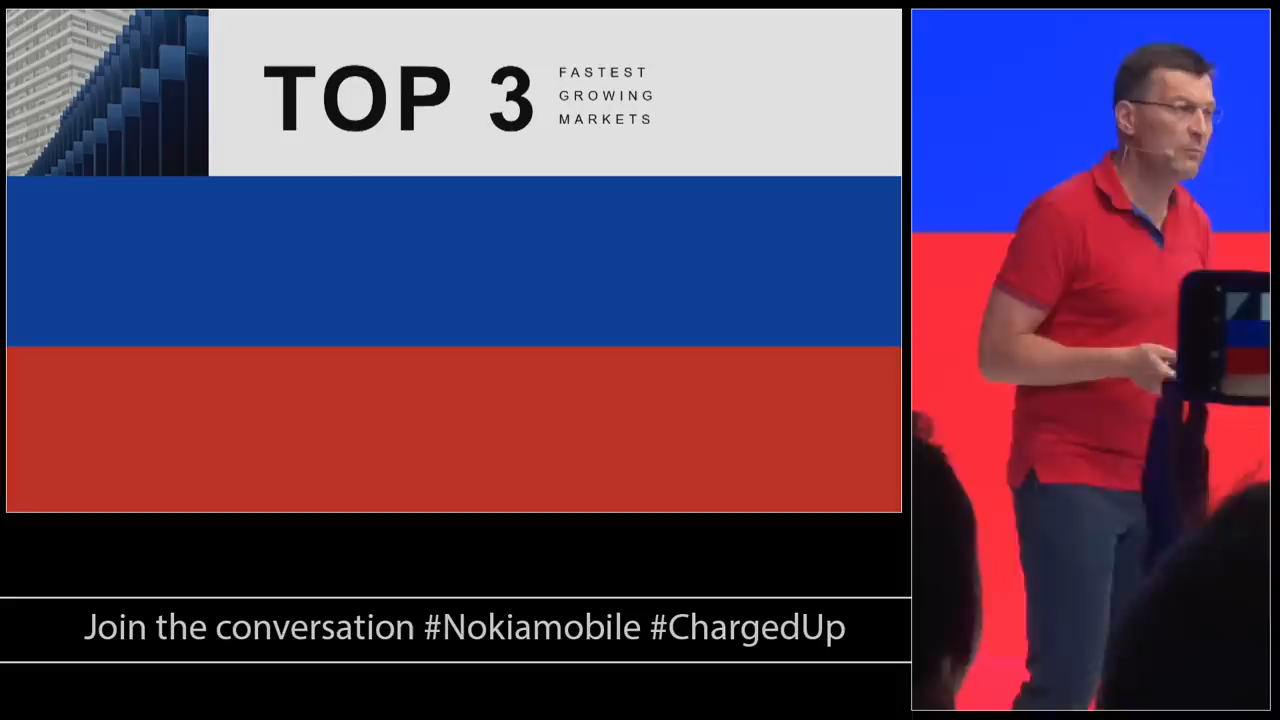 TOP 3
FASTEST
GROWING
MARKETS
Join the conversation #Nokiamobile #ChargedUp